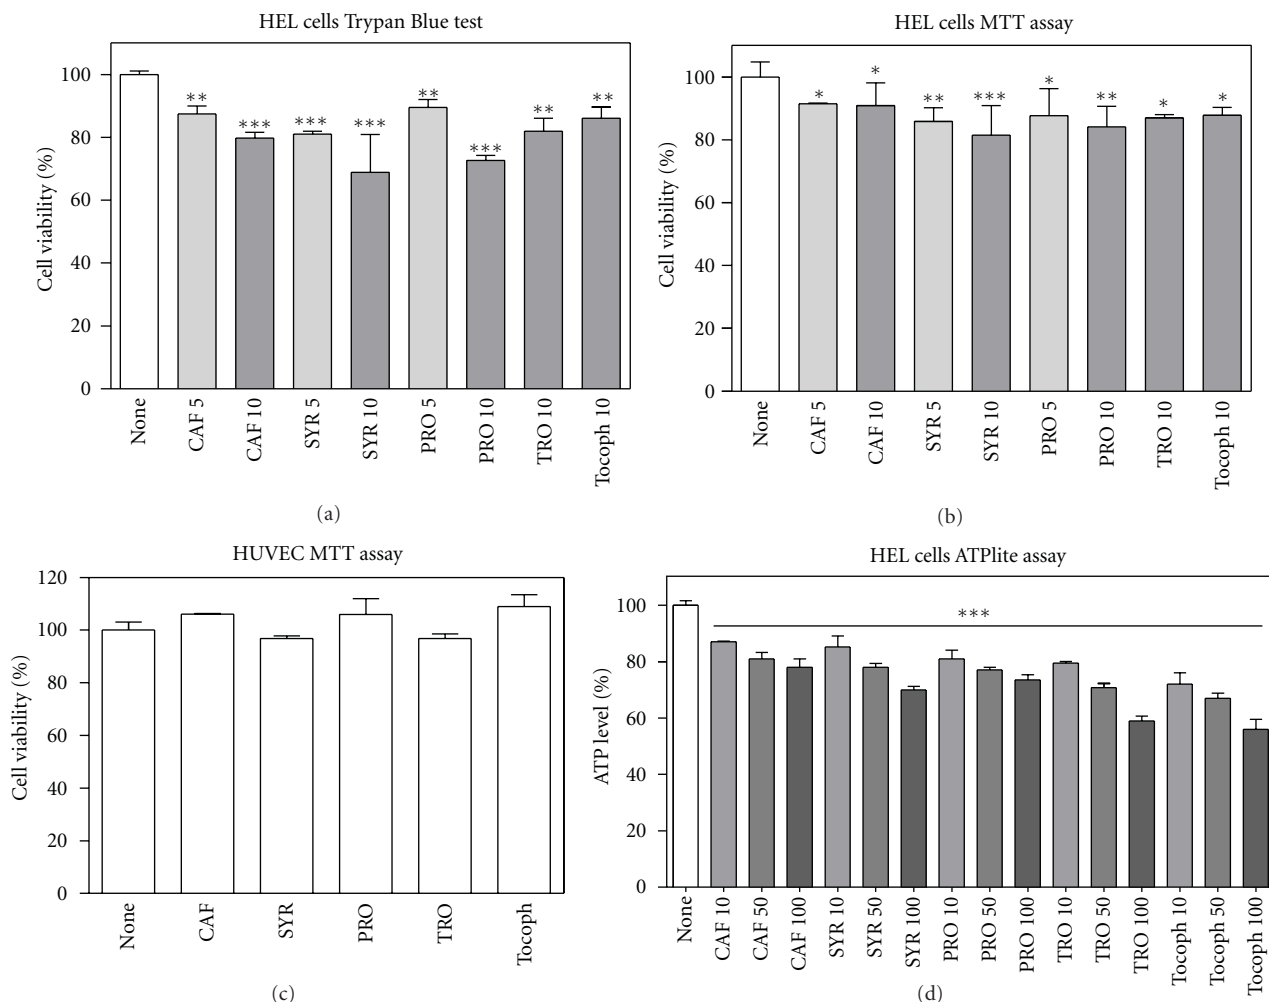 HEL cells Trypan Blue test
Cell viability (%)
100
80
60
40
20
0
** *** *** *** ** *** ** **
None CAF 5 CAF 10 SYR 5 SYR 10 PRO 5 PRO 10 TRO 10 Tocoph 10
(a)
HEL cells MTT assay
Cell viability (%)
100
80
60
40
20
0
* * ** *** * ** * *
None CAF 5 CAF 10 SYR 5 SYR 10 PRO 5 PRO 10 TRO 10 Tocoph 10
(b)
HUVEC MTT assay
Cell viability (%)
120
100
80
60
40
20
0
None CAF SYR PRO TRO Tocoph
(c)
HEL cells ATPlite assay
ATP level (%)
100
80
60
40
20
0
***
None CAF 10 CAF 50 CAF 100 SYR 10 SYR 50 SYR 100 PRO 10 PRO 50 PRO 100 TRO 10 TRO 50 TRO 100 Tocoph 10 Tocoph 50 Tocoph 100
(d)